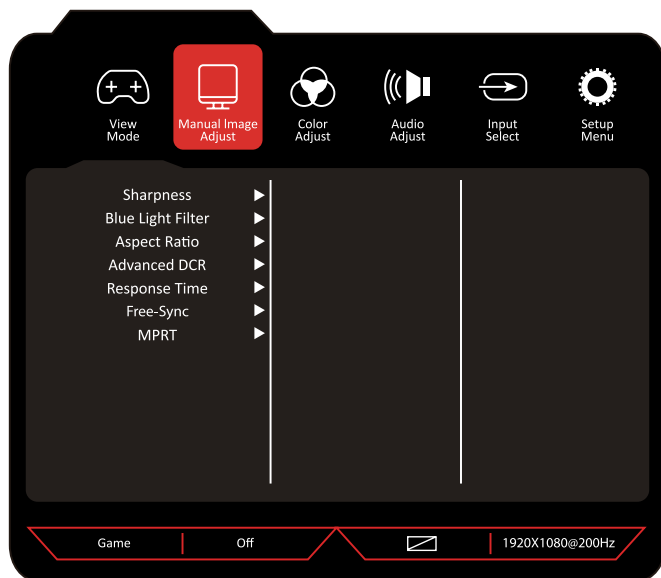 View
Mode
Manual Image
Adjust
Color
Adjust
Audio
Adjust
Input
Select
Setup
Menu
Sharpness
Blue Light Filter
Aspect Ratio
Advanced DCR
Response Time
Free-Sync
MPRT
Game
Off
1920X1080@200Hz